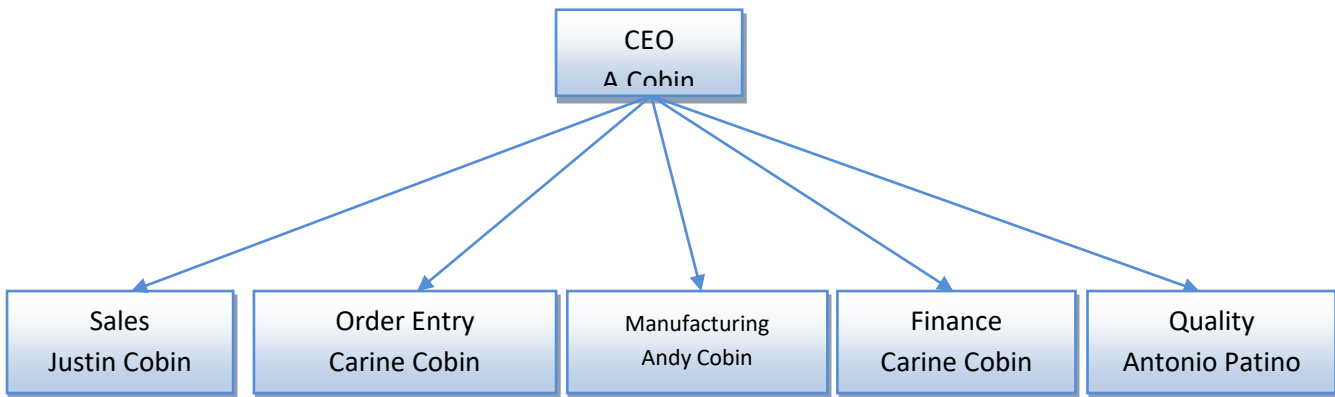 CEO
A Cobin
Sales
Justin Cobin
Order Entry
Carine Cobin
Manufacturing
Andy Cobin
Finance
Carine Cobin
Quality
Antonio Patino